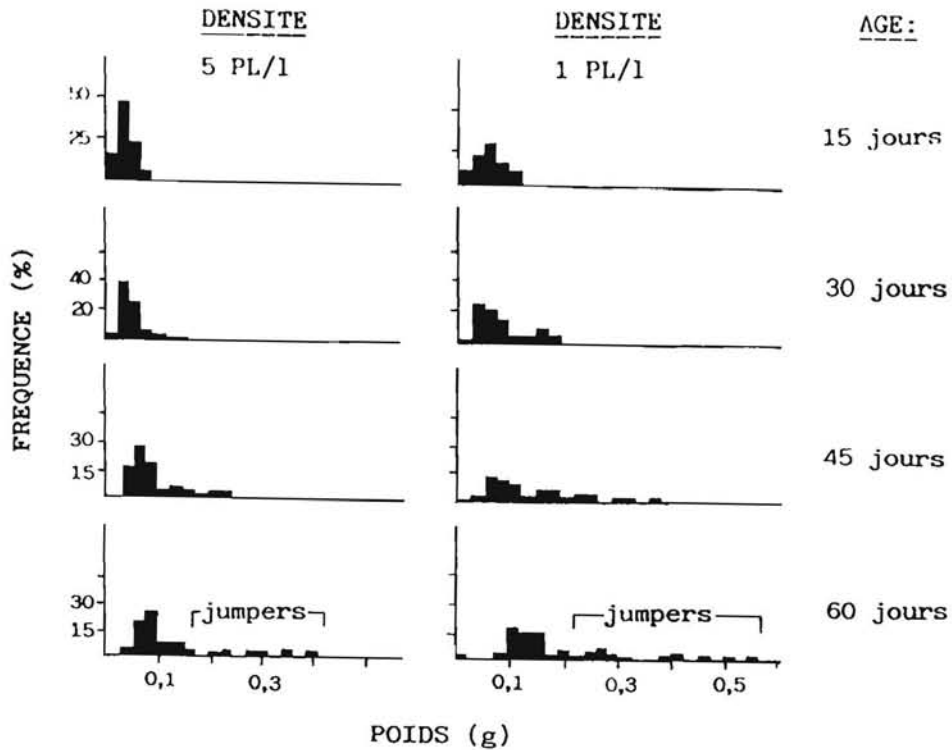 DENSITE
5 PL/l
DENSITE
1 PL/l
AGE:
FREQUENCE (%)
50
25
15 jours
40
20
30 jours
30
15
45 jours
30
15
jumpers
jumpers
60 jours
0,1
0,3
0,1
0,3
0,5
POIDS (g)